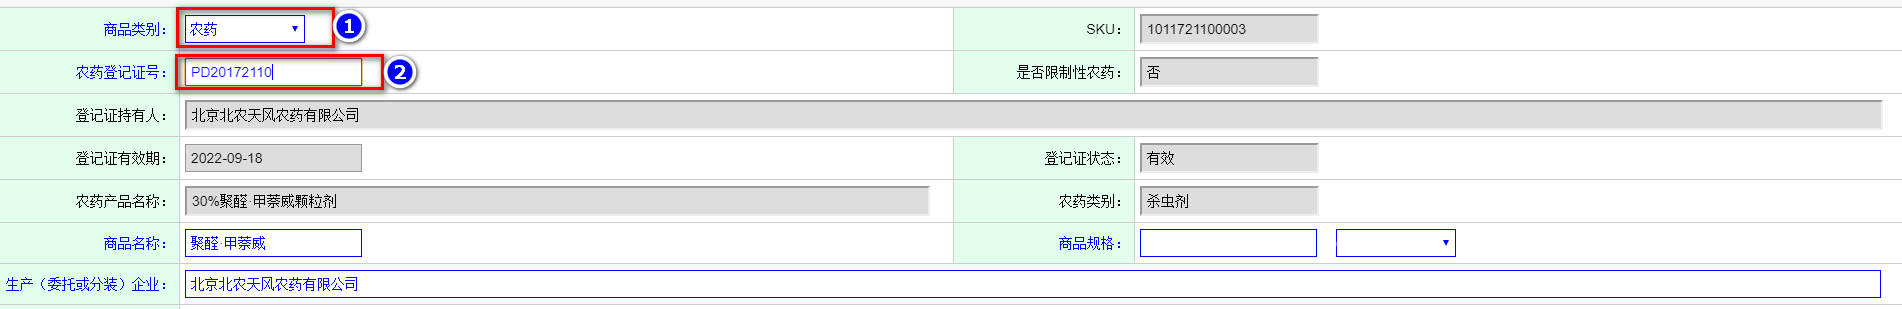 商品类别： 农药 1 SKU： 1011721100003
农药登记证号： PD20172110 2 是否限制性农药： 否
登记证持有人： 北京北农天风农药有限公司
登记证有效期： 2022-09-18 登记证状态： 有效
农药产品名称： 30%聚醛·甲萘威颗粒剂 农药类别： 杀虫剂
商品名称： 聚醛·甲萘威 商品规格：
生产（委托或分装）企业： 北京北农天风农药有限公司